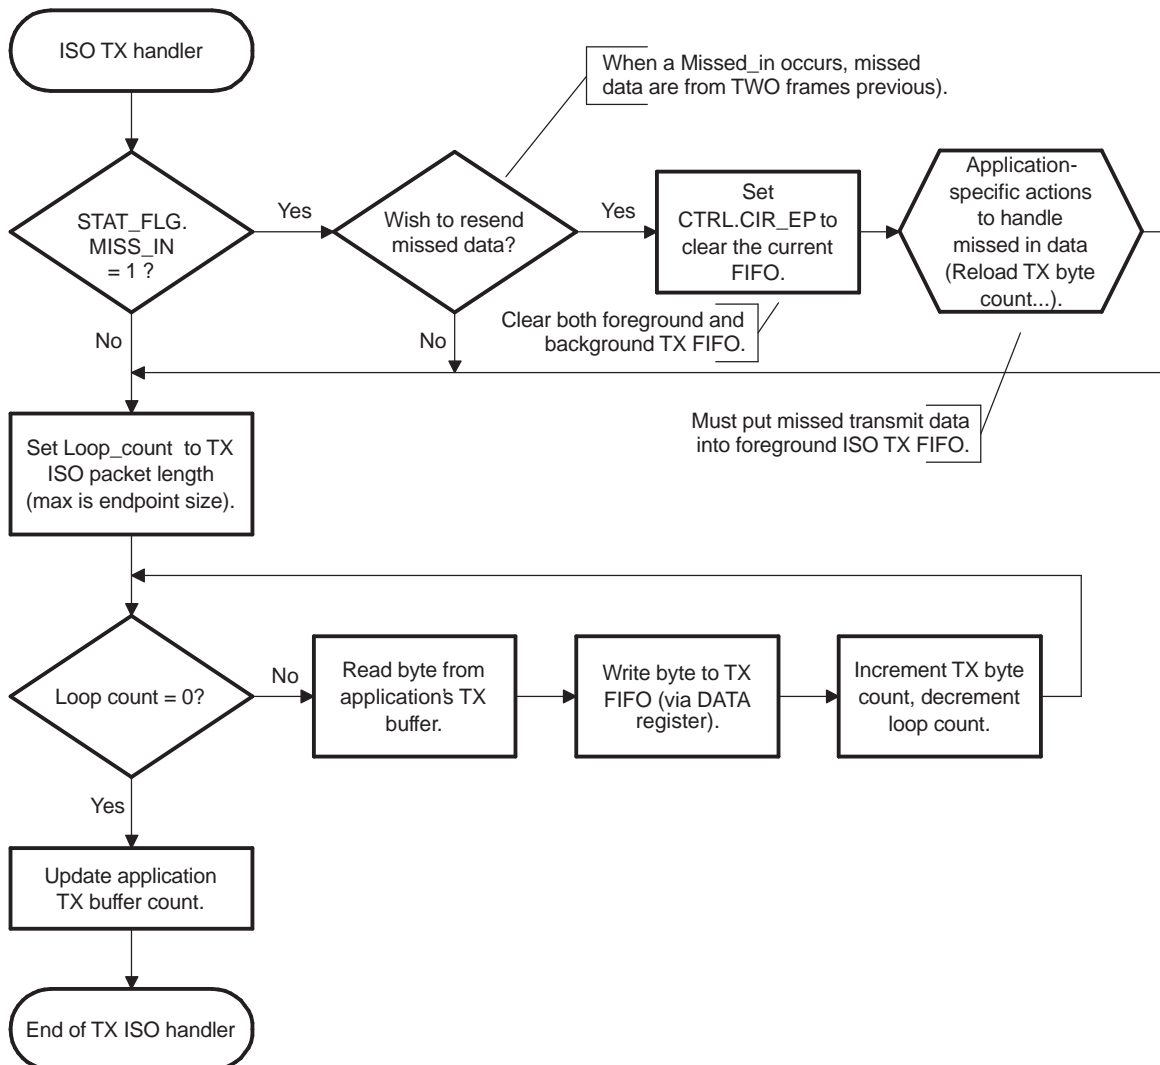 ISO TX handler
When a Missed_in occurs, missed
data are from TWO frames previous).
STAT_FLG.
MISS_IN
= 1 ?
Yes
Wish to resend
missed data?
Yes
Set
CTRL.CIR_EP to
clear the current
FIFO.
Application-
specific actions
to handle
missed in data
(Reload TX byte
count...).
No
No
Clear both foreground and
background TX FIFO.
Must put missed transmit data
into foreground ISO TX FIFO.
Set Loop_count to TX
ISO packet length
(max is endpoint size).
Loop count = 0?
No
Read byte from
application's TX
buffer.
Write byte to TX
FIFO (via DATA
register).
Increment TX byte
count, decrement
loop count.
Yes
Update application
TX buffer count.
End of TX ISO handler